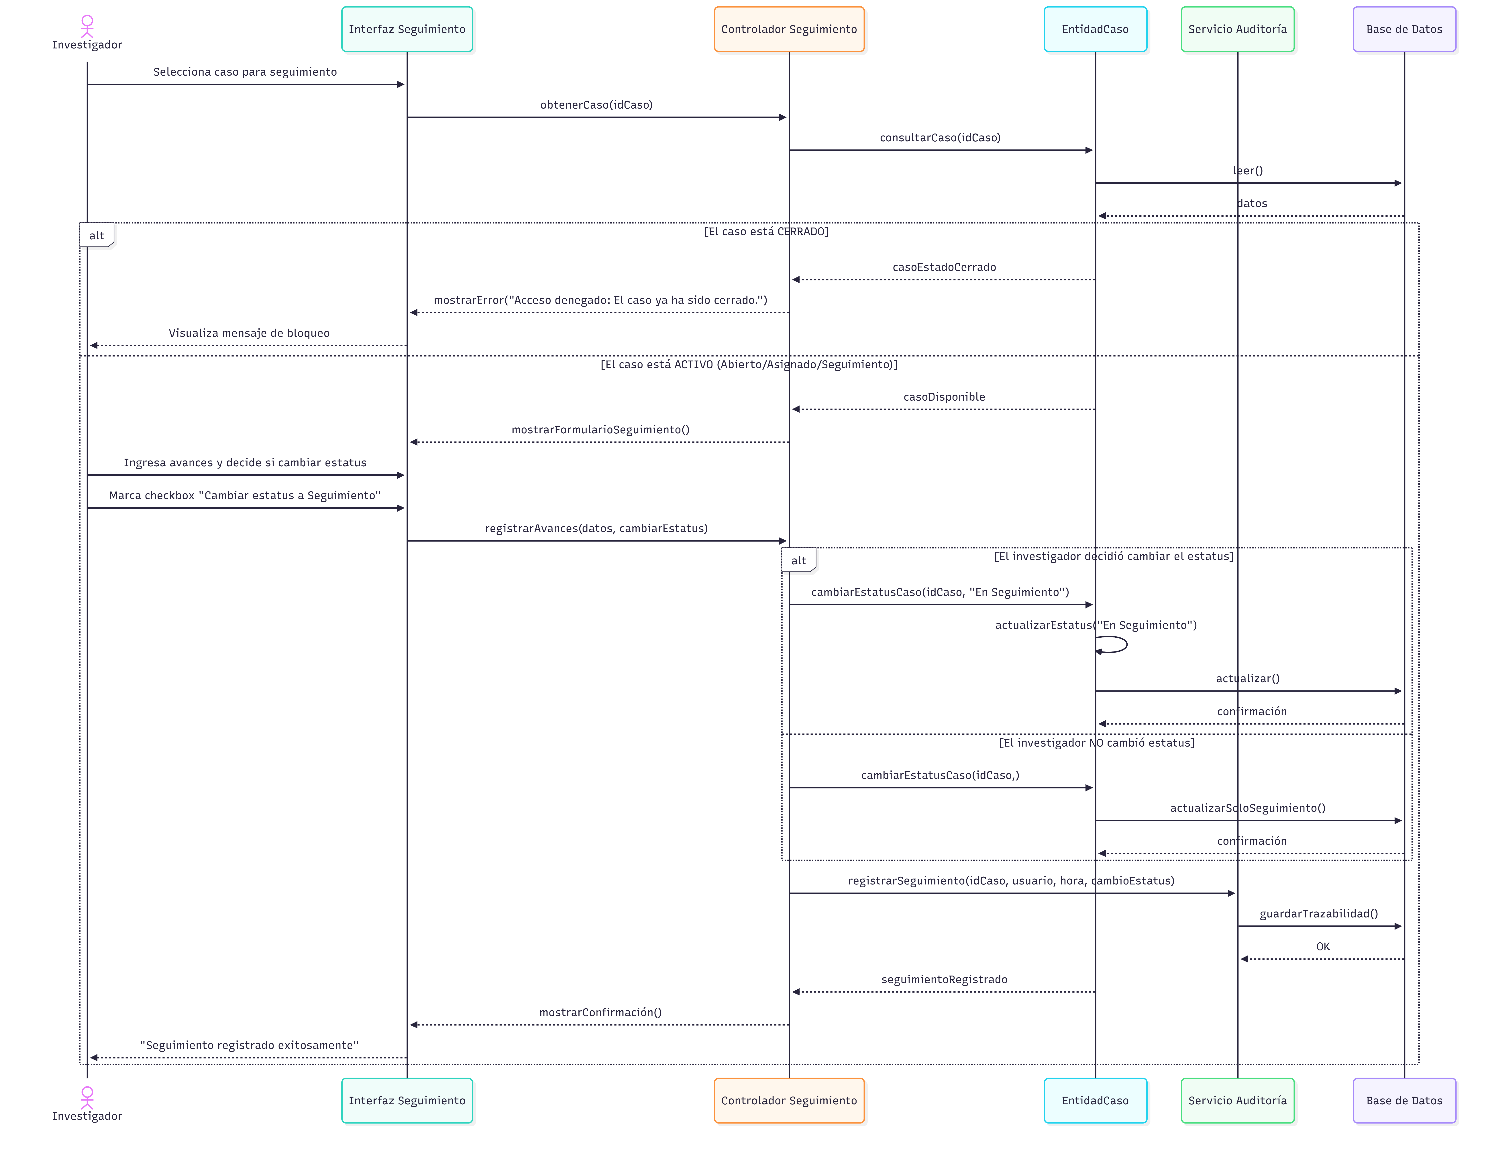 Investigador
Interfaz Seguimiento
Controlador Seguimiento
EntidadCaso
Servicio Auditoría
Base de Datos
Selecciona caso para seguimiento
obtenerCaso(idCaso)
consultarCaso(idCaso)
leer()
datos
alt
[El caso está CERRADO]
casoEstadoCerrado
mostrarError("Acceso denegado: El caso ya ha sido cerrado.")
Visualiza mensaje de bloqueo
[El caso está ACTIVO (Abierto/Asignado/Seguimiento)]
casoDisponible
mostrarFormularioSeguimiento()
Ingresa avances y decide si cambiar estatus
Marca checkbox "Cambiar estatus a Seguimiento"
registrarAvances(datos, cambiarEstatus)
alt
[El investigador decidió cambiar el estatus]
cambiarEstatusCaso(idCaso, "En Seguimiento")
actualizarEstatus("En Seguimiento")
actualizar()
confirmación
[El investigador NO cambió estatus]
cambiarEstatusCaso(idCaso,)
actualizarSoloSeguimiento()
confirmación
registrarSeguimiento(idCaso, usuario, hora, cambioEstatus)
guardarTrazabilidad()
OK
seguimientoRegistrado
mostrarConfirmación()
"Seguimiento registrado exitosamente"
Investigador
Interfaz Seguimiento
Controlador Seguimiento
EntidadCaso
Servicio Auditoría
Base de Datos